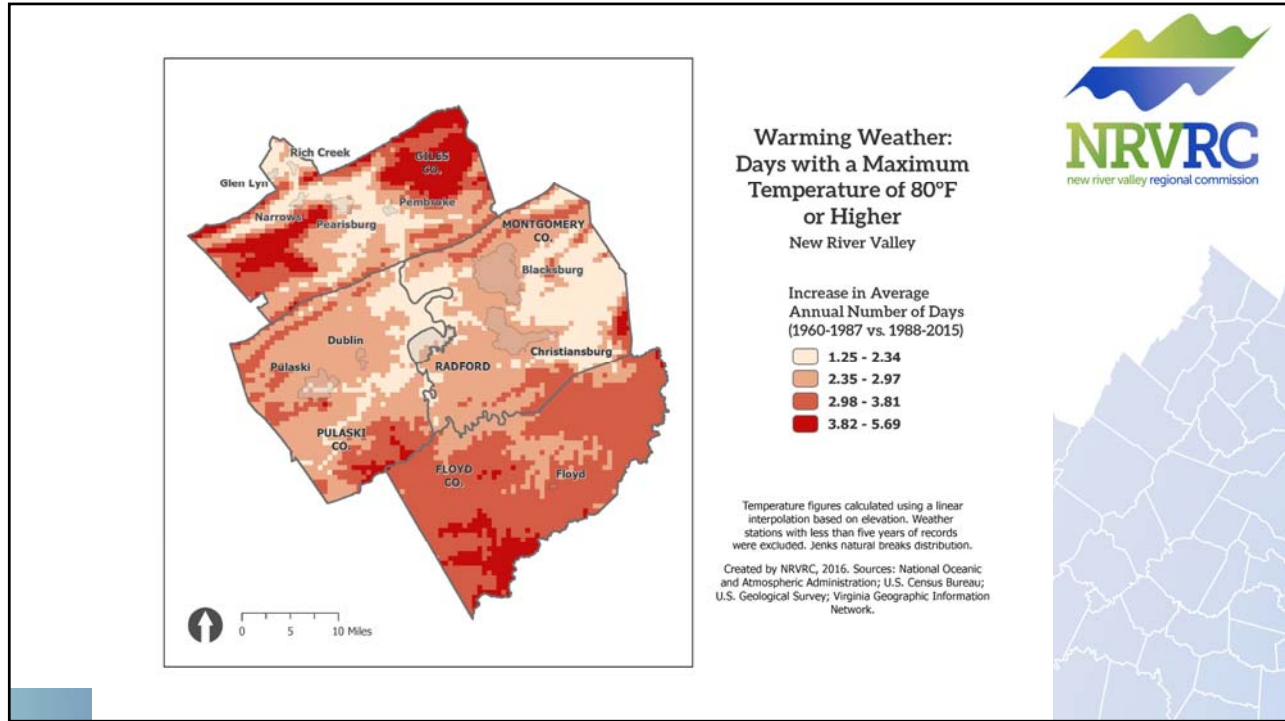 Rich Creek
GILES
CO.
Glen Lyn
Narrows
Pearisburg
Pembroke
MONTGOMERY
CO.
Blacksburg
Dublin
Pulaski
RADFORD
Christiansburg
PULASKI
CO.
FLOYD
CO.
Floyd
0 5 10 Miles
Warming Weather:
Days with a Maximum
Temperature of 80°F
or Higher
New River Valley
Increase in Average
Annual Number of Days
(1960-1987 vs. 1988-2015)
1.25 - 2.34
2.35 - 2.97
2.98 - 3.81
3.82 - 5.69
Temperature figures calculated using a linear
interpolation based on elevation. Weather
stations with less than five years of records
were excluded. Jenks natural breaks distribution.
Created by NRVRC, 2016. Sources: National Oceanic
and Atmospheric Administration; U.S. Census Bureau;
U.S. Geological Survey; Virginia Geographic Information
Network.
NRVRC
new river valley regional commission